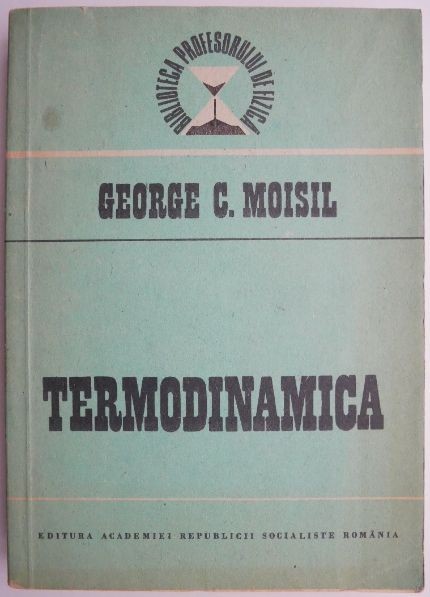 BIBLIOTECA PROFESORULUI DE FIZICĂ
GEORGE C. MOISIL
TERMODINAMICA
EDITURA ACADEMIEI REPUBLICII SOCIALISTE ROMÂNIA